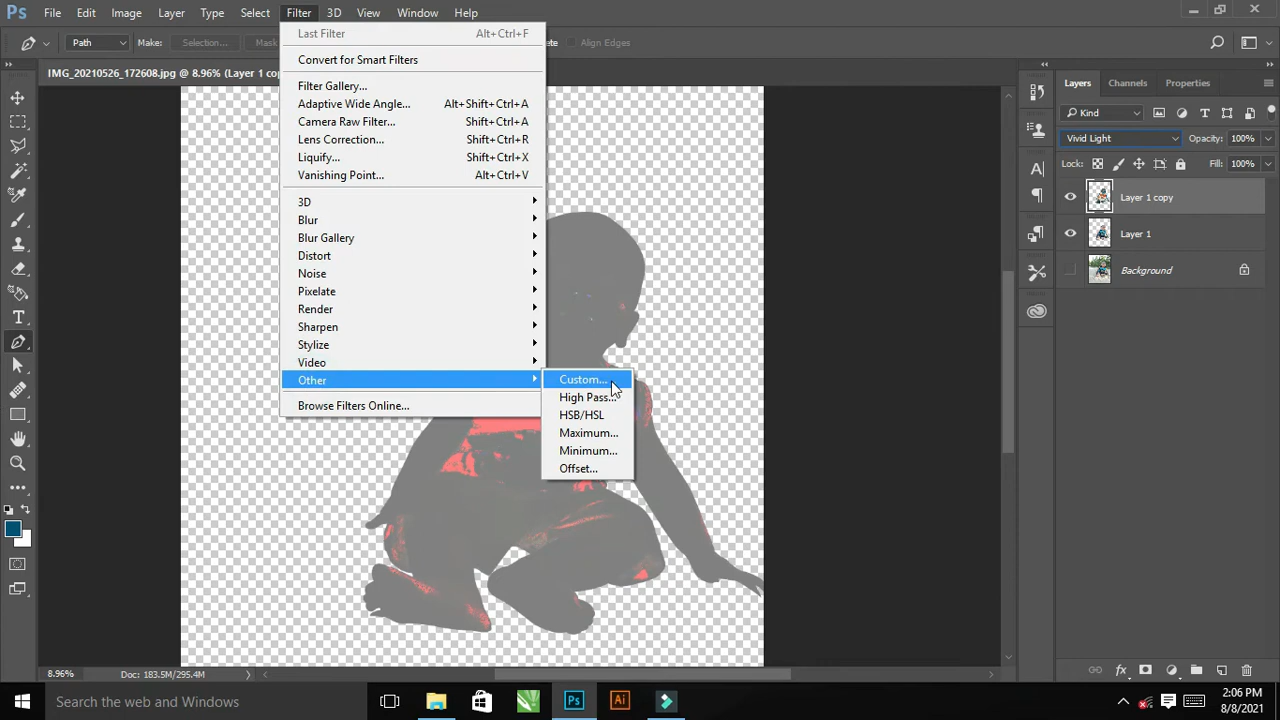 Ps File Edit Image Layer Type Select Filter 3D View Window Help
Path Make: Selection... Mask
Align Edges
IMG_20210526_172608.jpg @ 8.96% (Layer 1 co
Last Filter Alt+Ctrl+F
Convert for Smart Filters
Filter Gallery...
Adaptive Wide Angle... Alt+Shift+Ctrl+A
Camera Raw Filter... Shift+Ctrl+A
Lens Correction... Shift+Ctrl+R
Liquify... Shift+Ctrl+X
Vanishing Point... Alt+Ctrl+V
3D
Blur
Blur Gallery
Distort
Noise
Pixelate
Render
Sharpen
Stylize
Video
Other
Browse Filters Online...
Custom...
High Pass...
HSB/HSL
Maximum...
Minimum...
Offset...
Layers Channels Properties
Kind
Vivid Light Opacity: 100%
Lock: Fill: 100%
Layer 1 copy
Layer 1
Background
8.96% Doc: 183.5M/295.4M
Search the web and Windows
Ps Ai
2:06 PM
8/8/2021